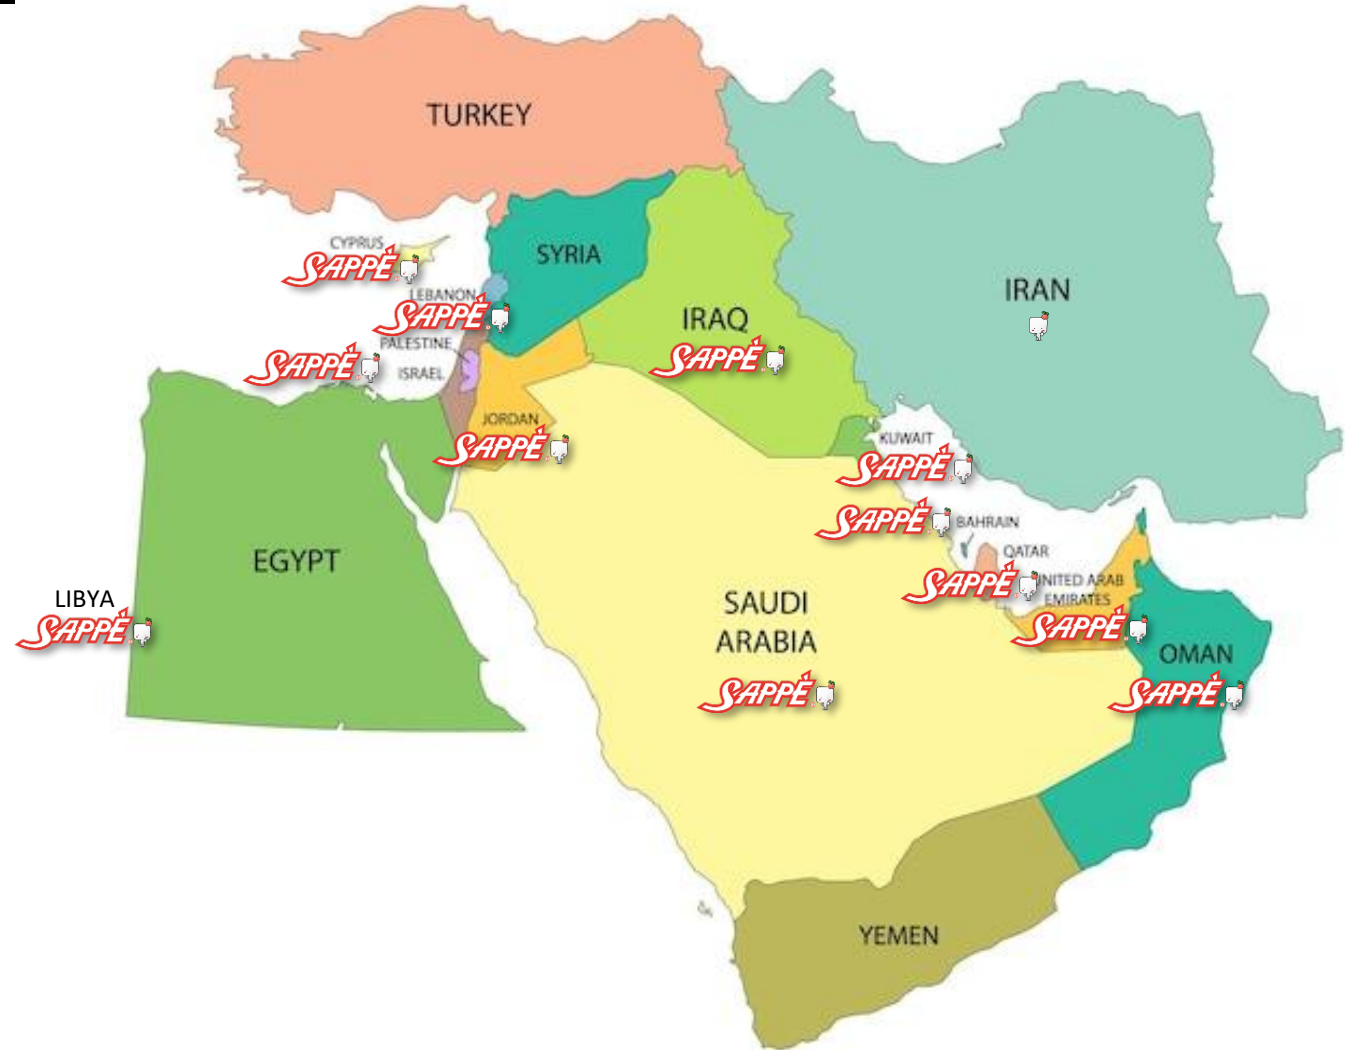 TURKEY
CYPRUS
SAPPÉ
SYRIA
LEBANON
SAPPÉ
IRAN
IRAQ
SAPPÉ
PALESTINE
SAPPÉ
ISRAEL
JORDAN
SAPPÉ
KUWAIT
SAPPÉ
SAPPÉ
BAHRAIN
QATAR
SAPPÉ
UNITED ARAB
EMIRATES
SAPPÉ
EGYPT
LIBYA
SAPPÉ
SAUDI
ARABIA
SAPPÉ
OMAN
SAPPÉ
YEMEN